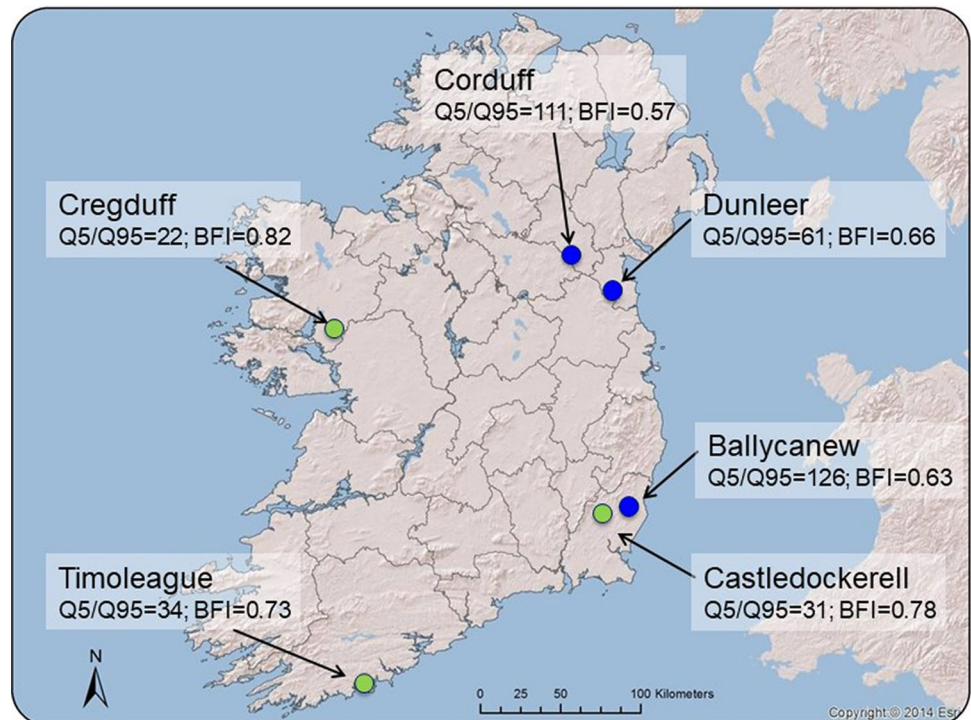 Corduff
Q5/Q95=111; BFI=0.57
Cregduff
Q5/Q95=22; BFI=0.82
Dunleer
Q5/Q95=61; BFI=0.66
Ballycanew
Q5/Q95=126; BFI=0.63
Timoleague
Q5/Q95=34; BFI=0.73
Castledockerell
Q5/Q95=31; BFI=0.78
N
0 25 50 100 Kilometers
Copyright:© 2014 Esri